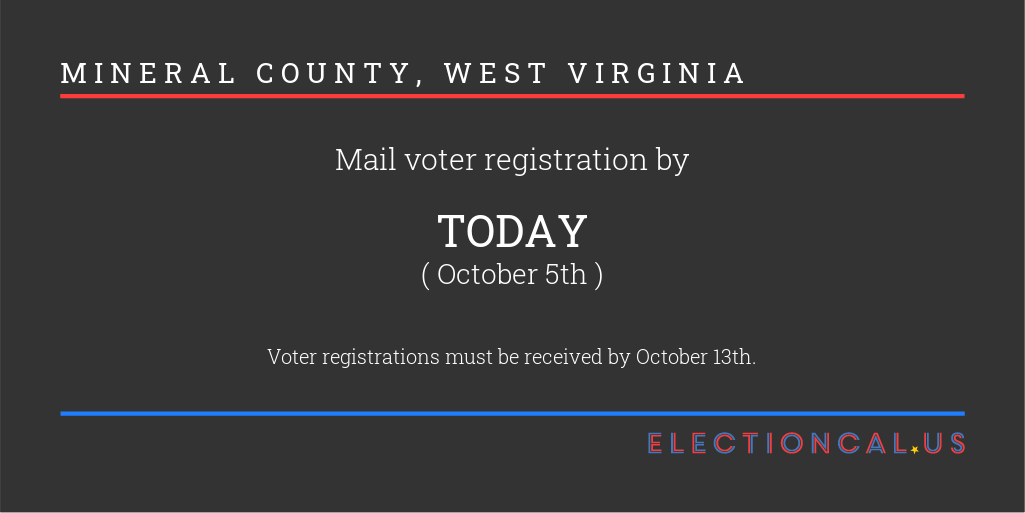 MINERAL COUNTY, WEST VIRGINIA
Mail voter registration by
TODAY
( October 5th )
Voter registrations must be received by October 13th.
ELECTIONCAL.US